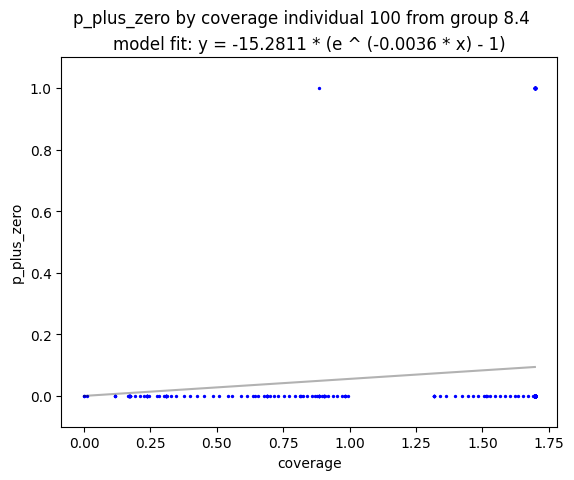 p_plus_zero by coverage individual 100 from group 8.4
model fit: y = -15.2811 * (e ^ (-0.0036 * x) - 1)
1.0
0.8
0.6
0.4
0.2
0.0
p_plus_zero
0.00 0.25 0.50 0.75 1.00 1.25 1.50 1.75
coverage